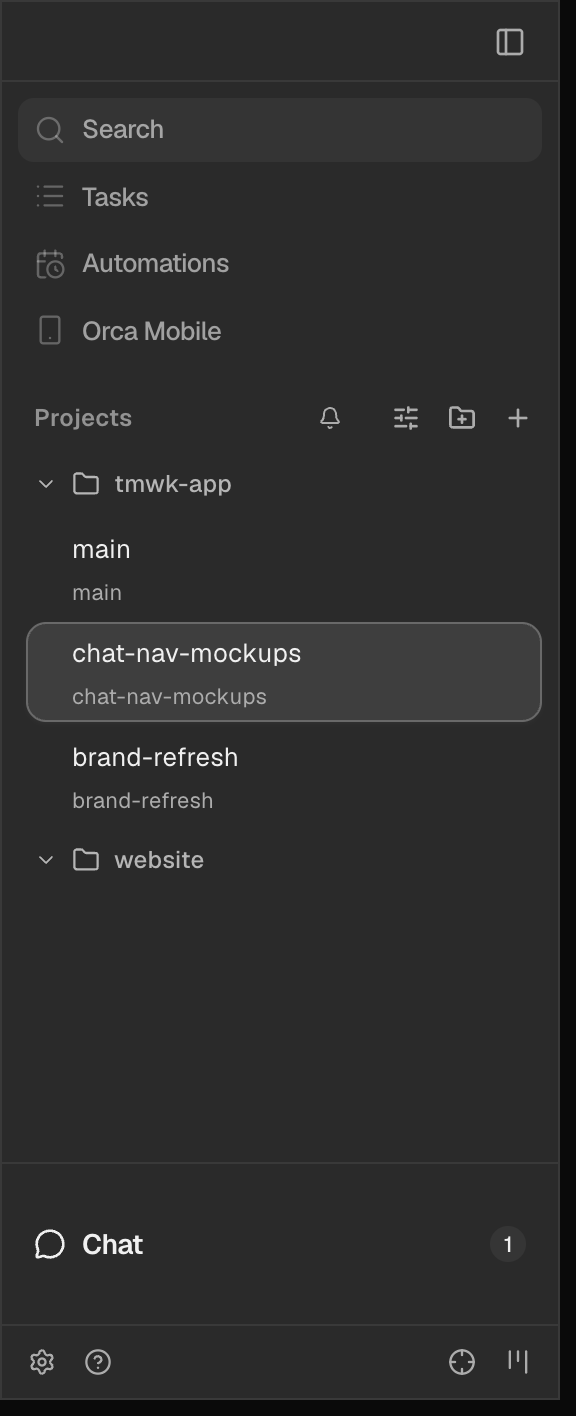 Search
Tasks
Automations
Orca Mobile
Projects
tmwk-app
main
main
chat-nav-mockups
chat-nav-mockups
brand-refresh
brand-refresh
website
Chat
1